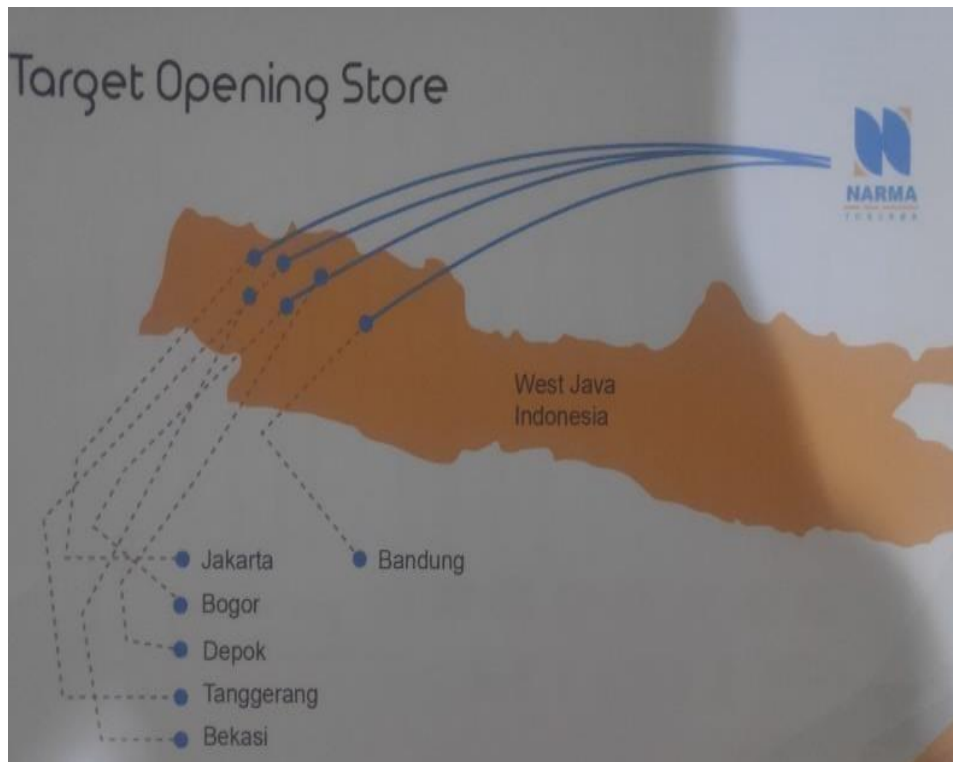 Target Opening Store
NARMA
West Java
Indonesia
Jakarta
Bandung
Bogor
Depok
Tanggerang
Bekasi